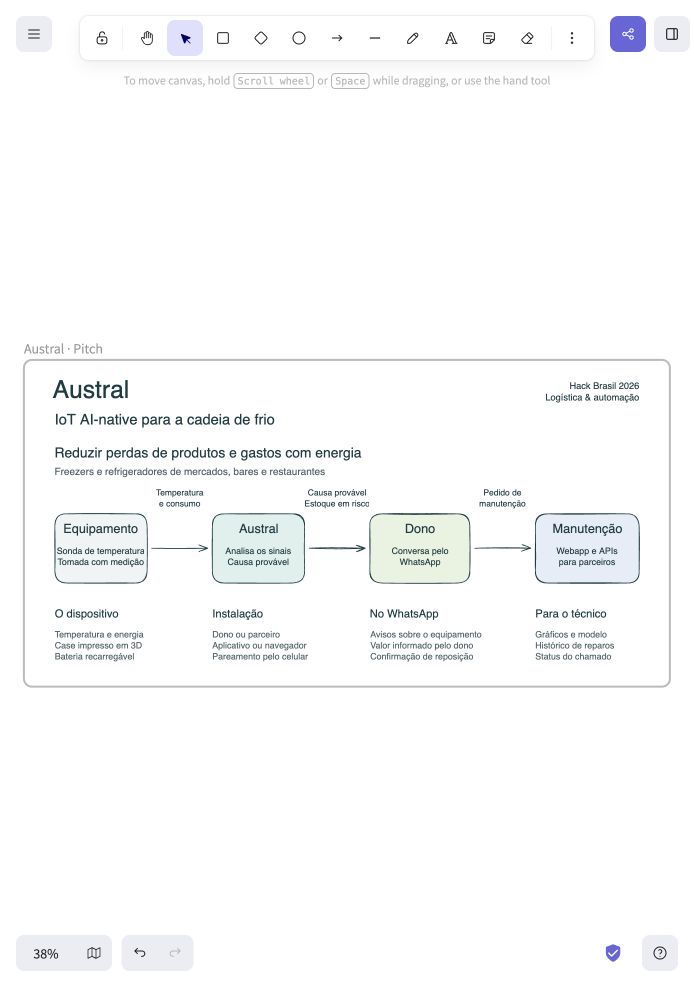 To move canvas, hold Scroll wheel or Space while dragging, or use the hand tool
Austral · Pitch
Austral
Hack Brasil 2026
Logística & automação
IoT AI-native para a cadeia de frio
Reduzir perdas de produtos e gastos com energia
Freezers e refrigeradores de mercados, bares e restaurantes
Temperatura
e consumo
Causa provável
Estoque em risco
Pedido de
manutenção
Equipamento
Sonda de temperatura
Tomada com medição
Austral
Analisa os sinais
Causa provável
Dono
Conversa pelo
WhatsApp
Manutenção
Webapp e APIs
para parceiros
O dispositivo
Temperatura e energia
Case impresso em 3D
Bateria recarregável
Instalação
Dono ou parceiro
Aplicativo ou navegador
Pareamento pelo celular
No WhatsApp
Avisos sobre o equipamento
Valor informado pelo dono
Confirmação de reposição
Para o técnico
Gráficos e modelo
Histórico de reparos
Status do chamado
38%